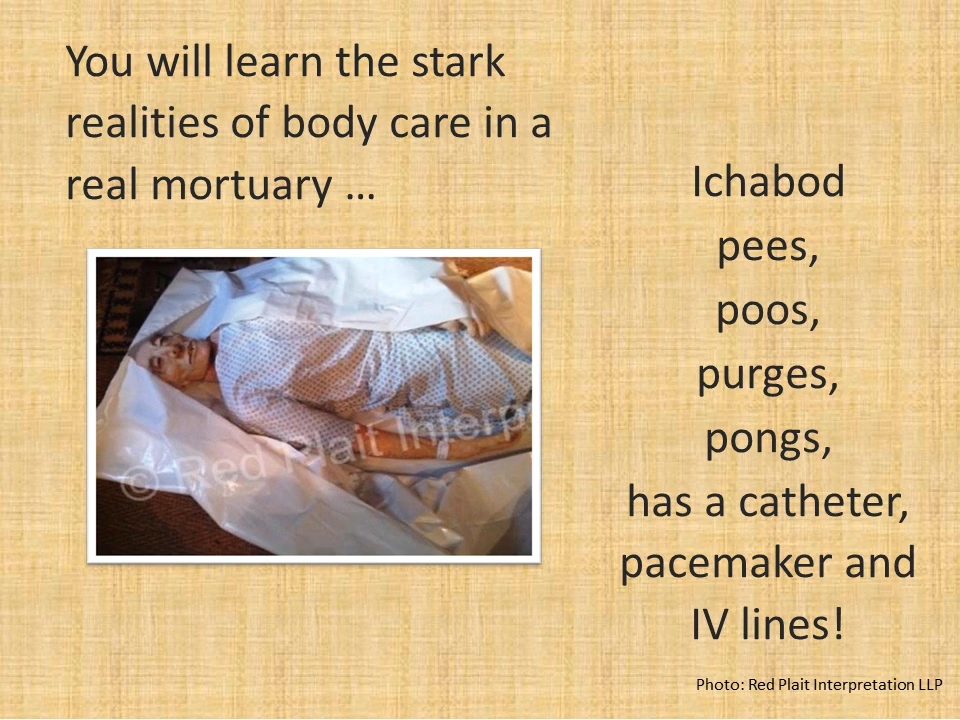 You will learn the stark
realities of body care in a
real mortuary …
Ichabod
pees,
poos,
purges,
pongs,
has a catheter,
pacemaker and
IV lines!
© Red Plait Interpr
Photo: Red Plait Interpretation LLP